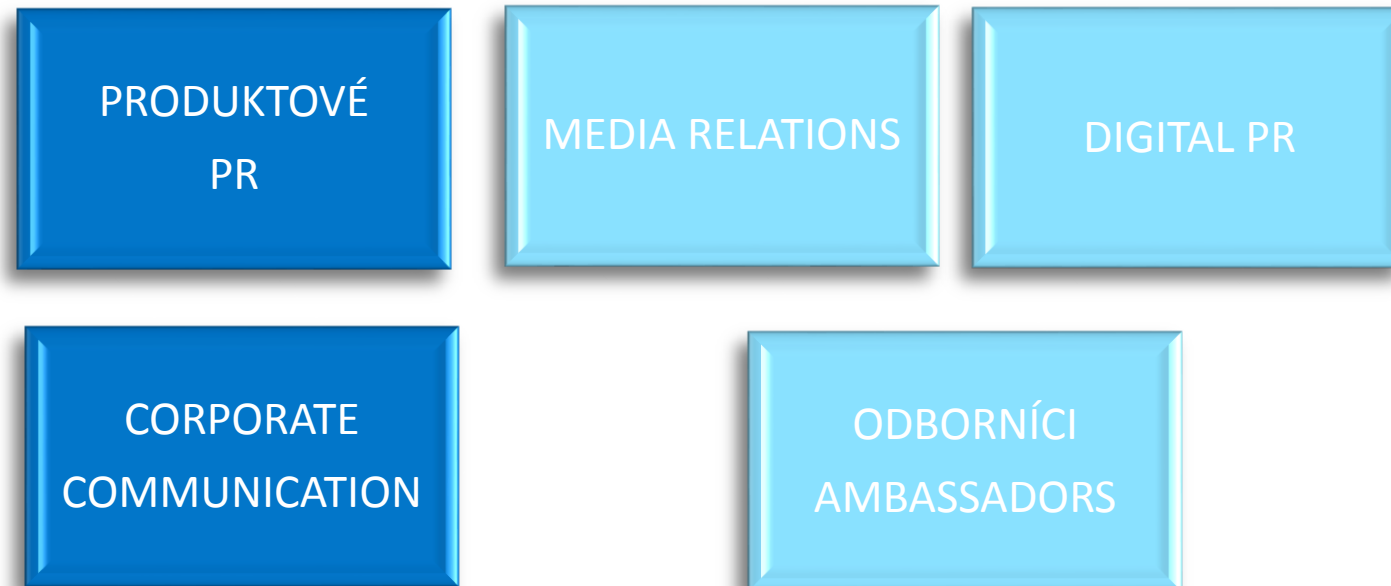 PRODUKTOVÉ
PR
MEDIA RELATIONS
DIGITAL PR
CORPORATE
COMMUNICATION
ODBORNÍCI
AMBASSADORS